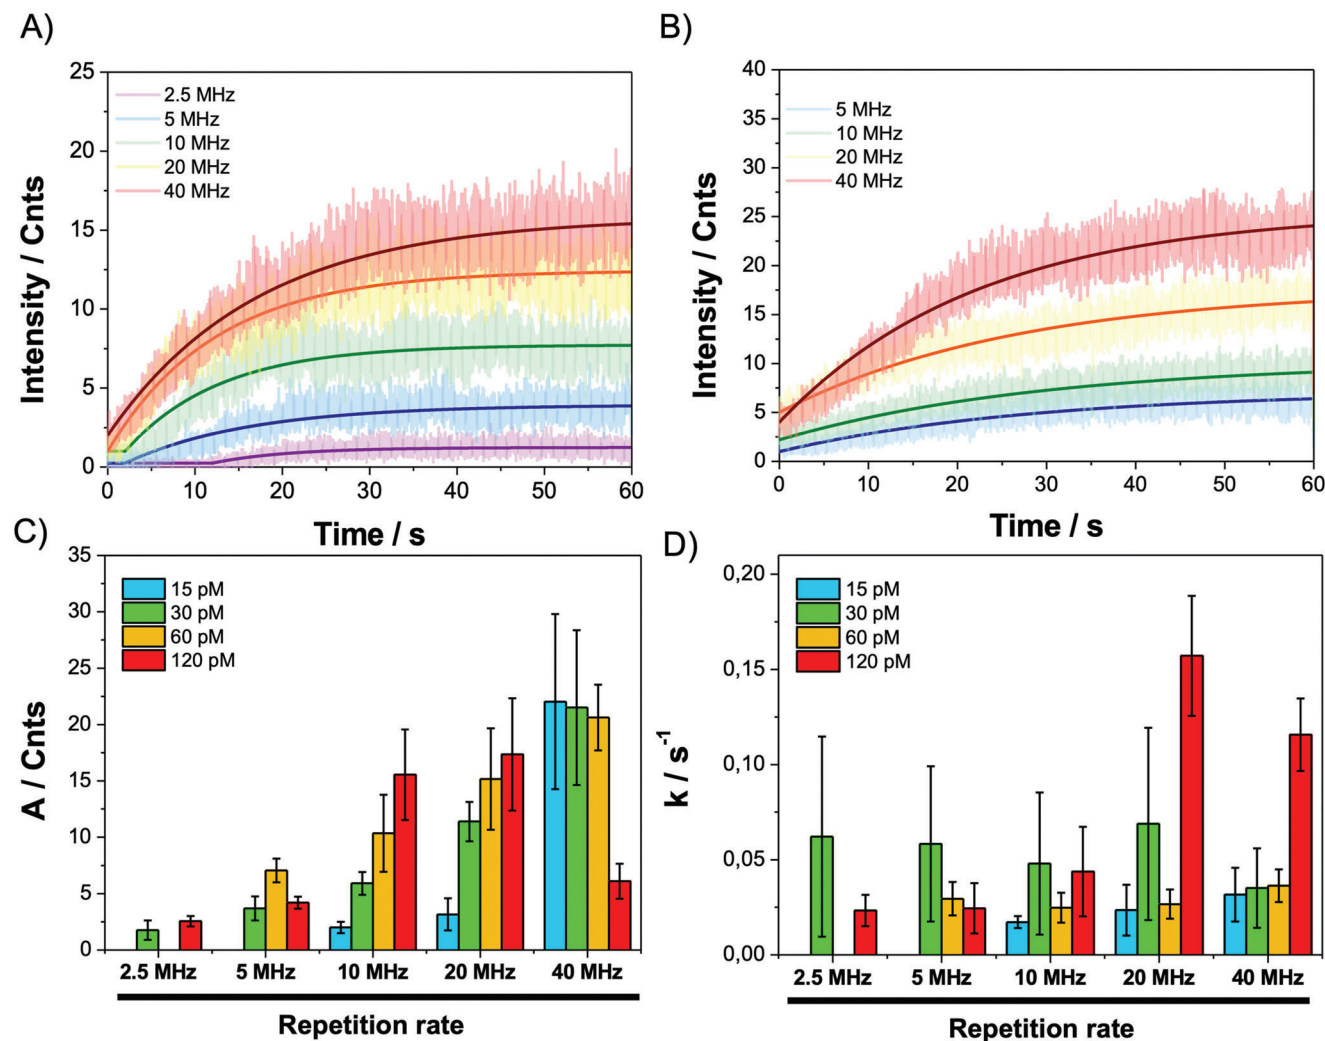 A)
25
20
15
10
5
0
2.5 MHz
5 MHz
10 MHz
20 MHz
40 MHz
Intensity / Cnts
0 10 20 30 40 50 60
Time / s
B)
40
35
30
25
20
15
10
5
0
5 MHz
10 MHz
20 MHz
40 MHz
Intensity / Cnts
0 10 20 30 40 50 60
Time / s
C)
35
30
25
20
15
10
5
0
15 pM
30 pM
60 pM
120 pM
A / Cnts
2.5 MHz 5 MHz 10 MHz 20 MHz 40 MHz
Repetition rate
D)
0,20
0,15
0,10
0,05
0,00
15 pM
30 pM
60 pM
120 pM
k / s⁻¹
2.5 MHz 5 MHz 10 MHz 20 MHz 40 MHz
Repetition rate